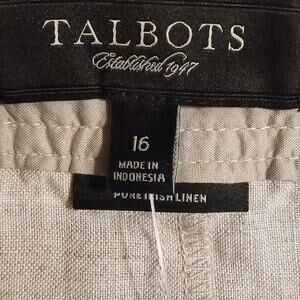 TALBOTS
Established 1947
16
MADE IN
INDONESIA
PURE IRISH LINEN